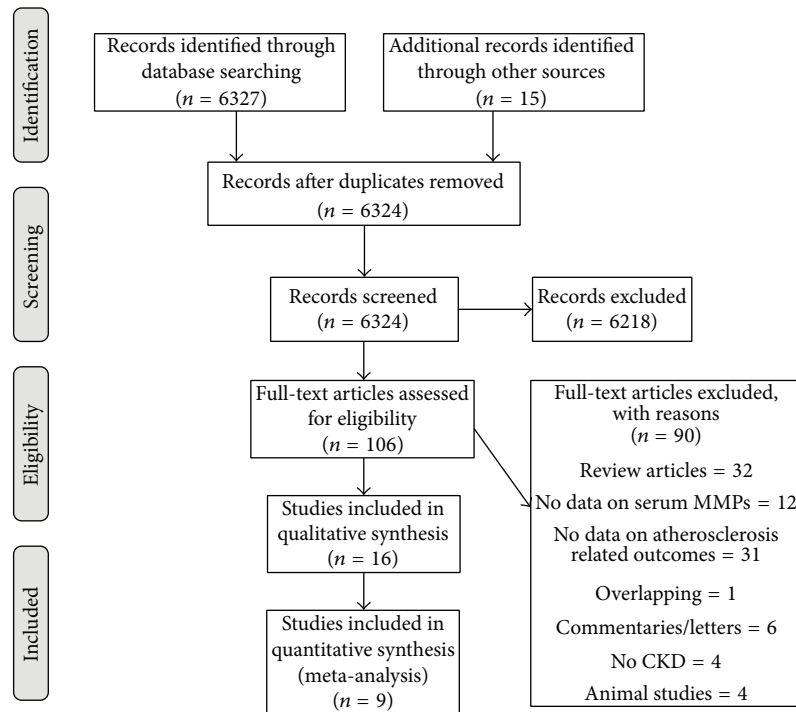 Identification
Records identified through
database searching
(n = 6327)
Additional records identified
through other sources
(n = 15)
Screening
Records after duplicates removed
(n = 6324)
Records screened
(n = 6324)
Records excluded
(n = 6218)
Eligibility
Full-text articles assessed
for eligibility
(n = 106)
Full-text articles excluded,
with reasons
(n = 90)
Review articles = 32
No data on serum MMPs = 12
No data on atherosclerosis
related outcomes = 31
Overlapping = 1
Commentaries/letters = 6
No CKD = 4
Animal studies = 4
Studies included in
qualitative synthesis
(n = 16)
Included
Studies included in
quantitative synthesis
(meta-analysis)
(n = 9)